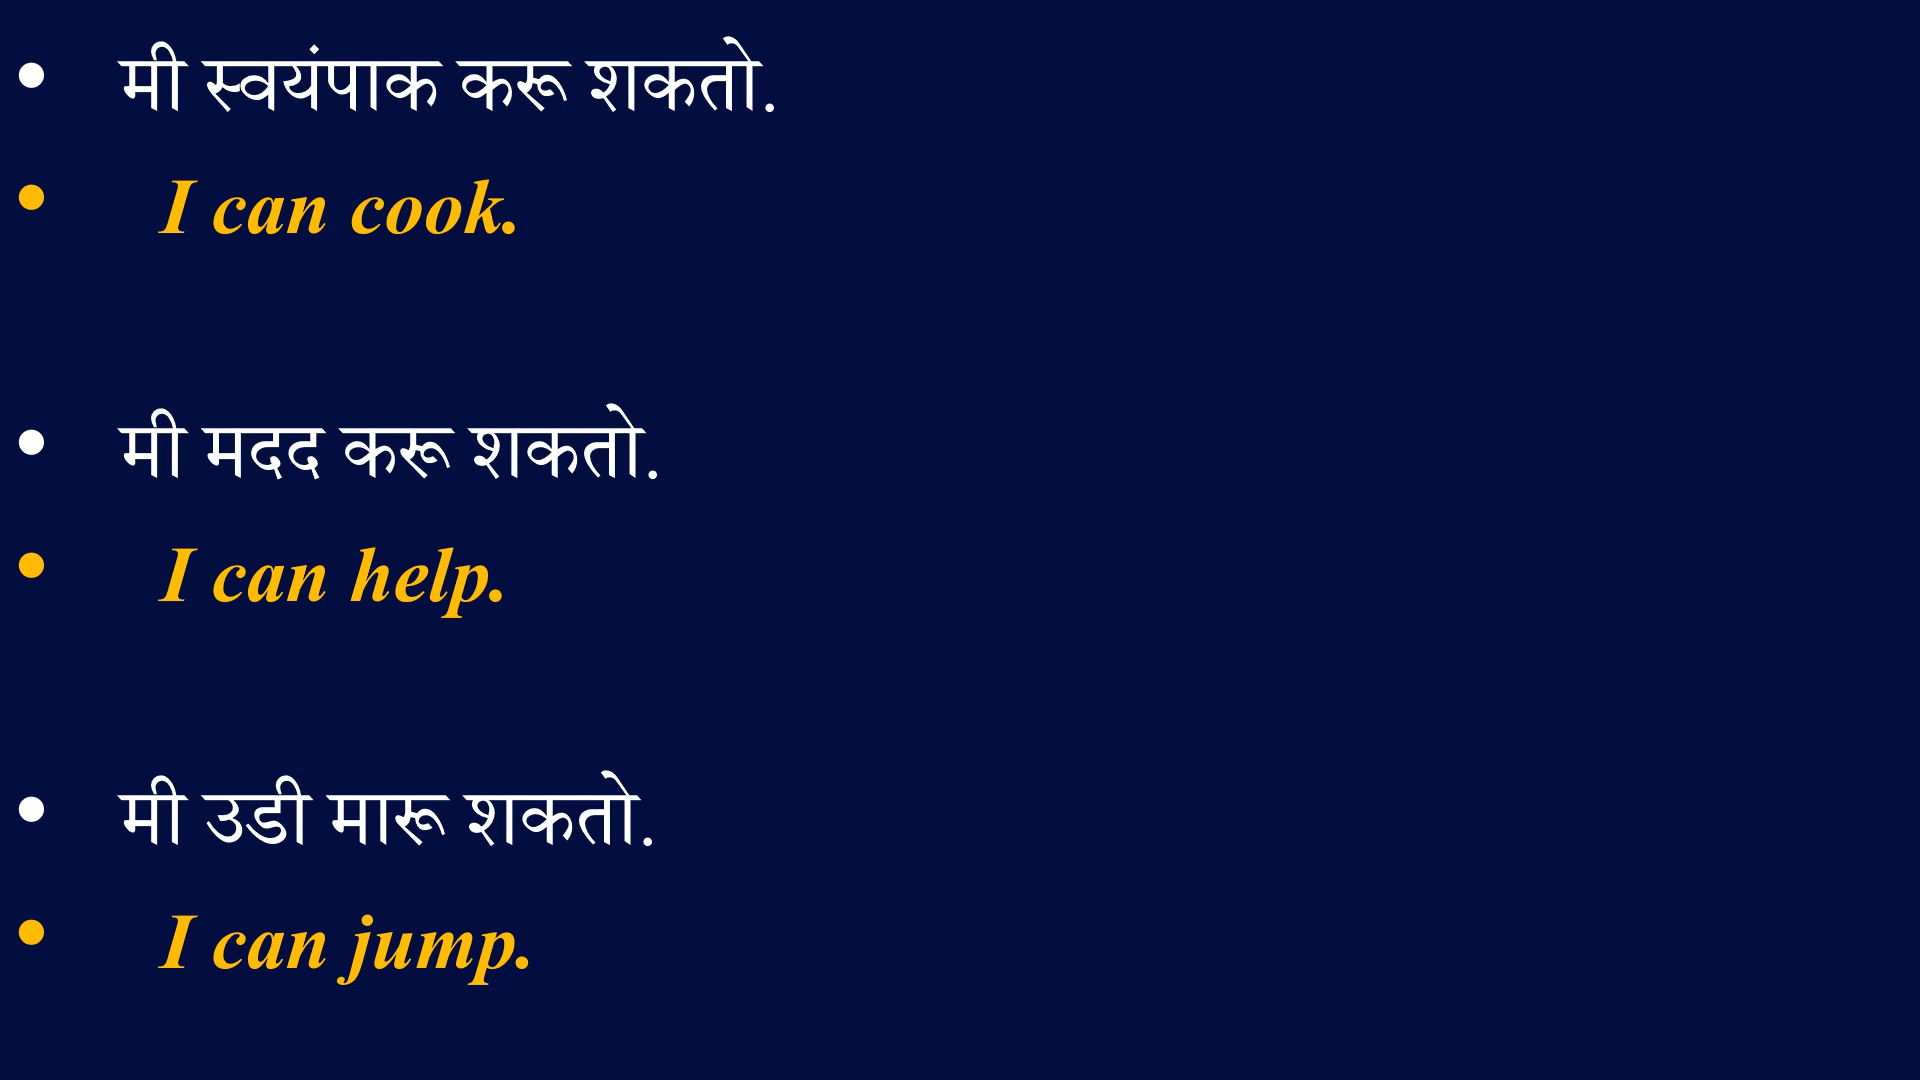 • मी स्वयंपाक करू शकतो.
• I can cook.
• मी मदद करू शकतो.
• I can help.
• मी उडी मारू शकतो.
• I can jump.